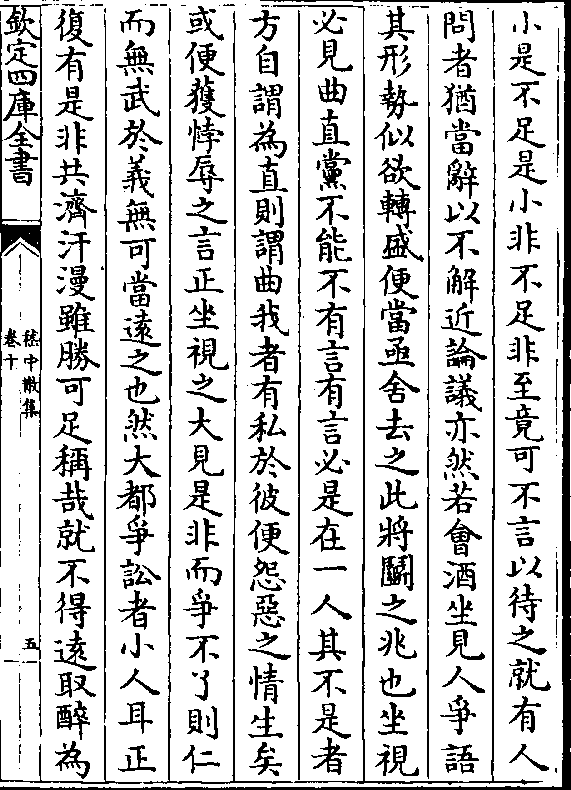 小是不足是小非不足非至竟可不言以待之就有人
問者猶當辭以不解近論議亦然若會酒坐見人爭語
其形勢似欲轉盛便當亟舍去之此將鬬之兆也坐視
必見曲直黨不能不有言有言必是在一人其不是者
方自謂為直則謂曲我者有私於彼便怨惡之情生矣
或便獲悖辱之言正坐視之大見是非而爭不了則仁
而無武於義無可當遠之也然大都爭訟者小人耳正
復有是非共濟汗漫雖勝可足稱哉就不得遠取醉為
欽定四庫全書
嵇中散集
卷十
五